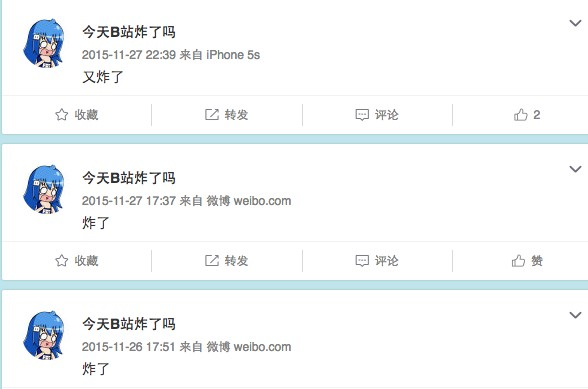 今天B站炸了吗
2015-11-27 22:39 来自 iPhone 5s
又炸了
收藏 转发 评论 2
今天B站炸了吗
2015-11-27 17:37 来自 微博 weibo.com
炸了
收藏 转发 评论 赞
今天B站炸了吗
2015-11-26 17:51 来自 微博 weibo.com
炸了